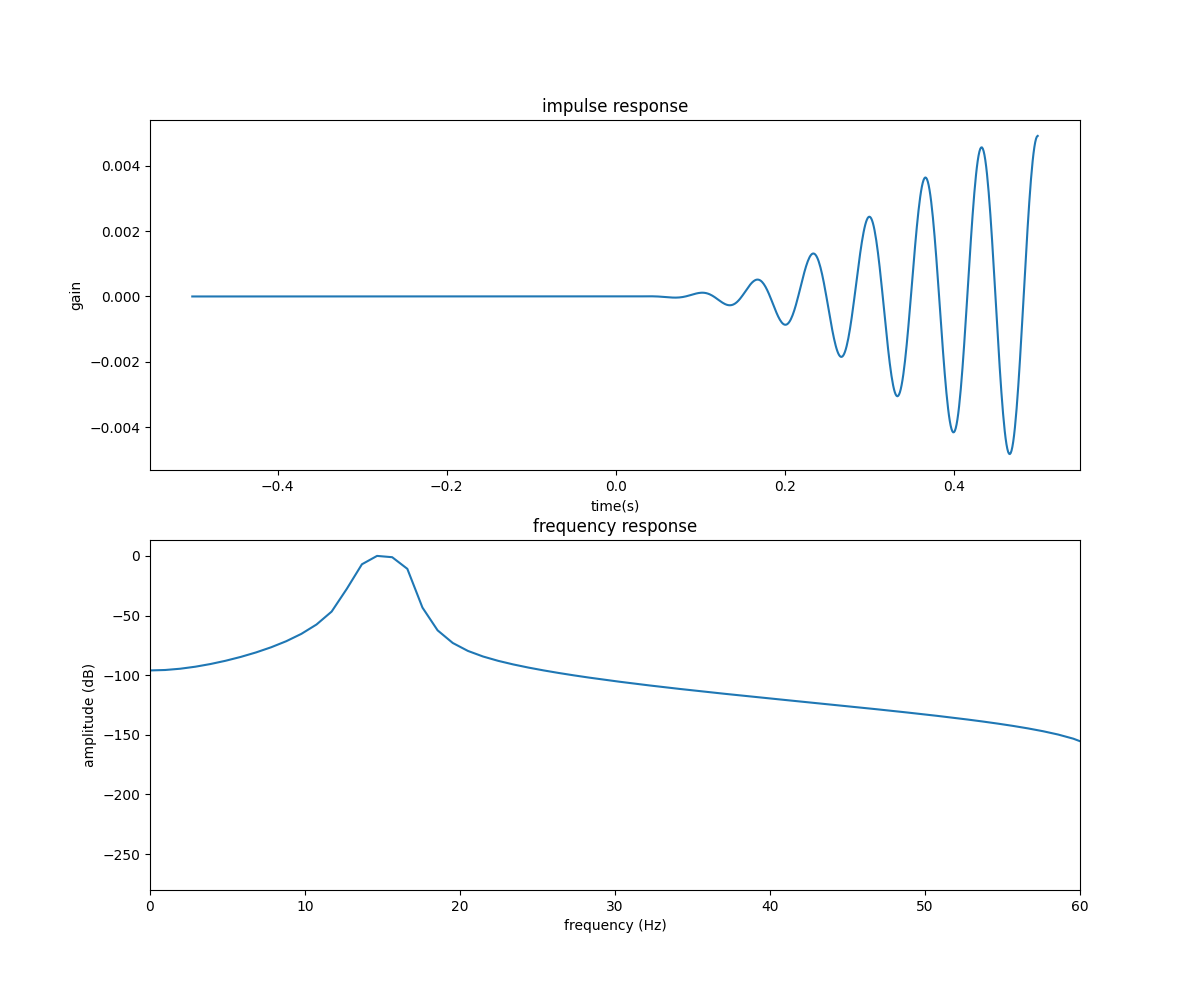 impulse response
0.004
0.002
0.000
−0.002
−0.004
gain
−0.4 −0.2 0.0 0.2 0.4
time(s)
frequency response
0
−50
−100
−150
−200
−250
amplitude (dB)
0 10 20 30 40 50 60
frequency (Hz)